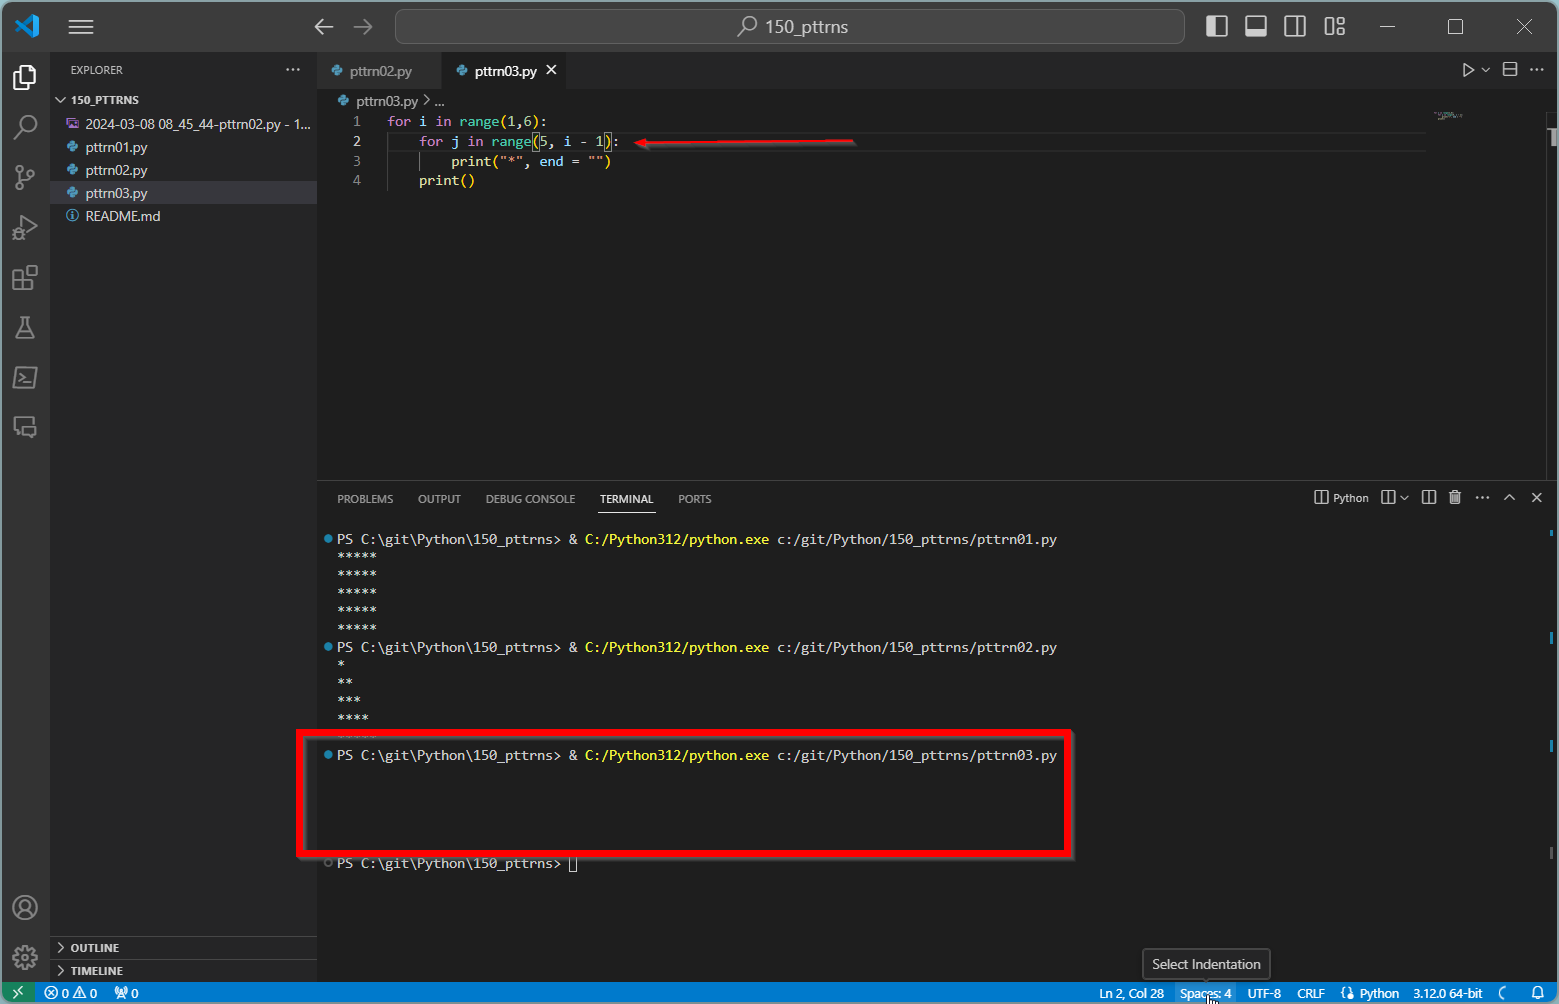 150_pttrns
EXPLORER
150_PTTRNS
2024-03-08 08_45_44-pttrn02.py - 1...
pttrn01.py
pttrn02.py
pttrn03.py
README.md
OUTLINE
TIMELINE
pttrn02.py
pttrn03.py
pttrn03.py > ...
1 for i in range(1,6):
2 for j in range(5, i - 1):
3 print("*", end = "")
4 print()
PROBLEMS OUTPUT DEBUG CONSOLE TERMINAL PORTS
Python
PS C:\git\Python\150_pttrns> & C:/Python312/python.exe c:/git/Python/150_pttrns/pttrn01.py
*****
*****
*****
*****
*****
PS C:\git\Python\150_pttrns> & C:/Python312/python.exe c:/git/Python/150_pttrns/pttrn02.py
*
**
***
****
*****
PS C:\git\Python\150_pttrns> & C:/Python312/python.exe c:/git/Python/150_pttrns/pttrn03.py
PS C:\git\Python\150_pttrns>
Select Indentation
0 0 0 Ln 2, Col 28 Spaces: 4 UTF-8 CRLF Python 3.12.0 64-bit